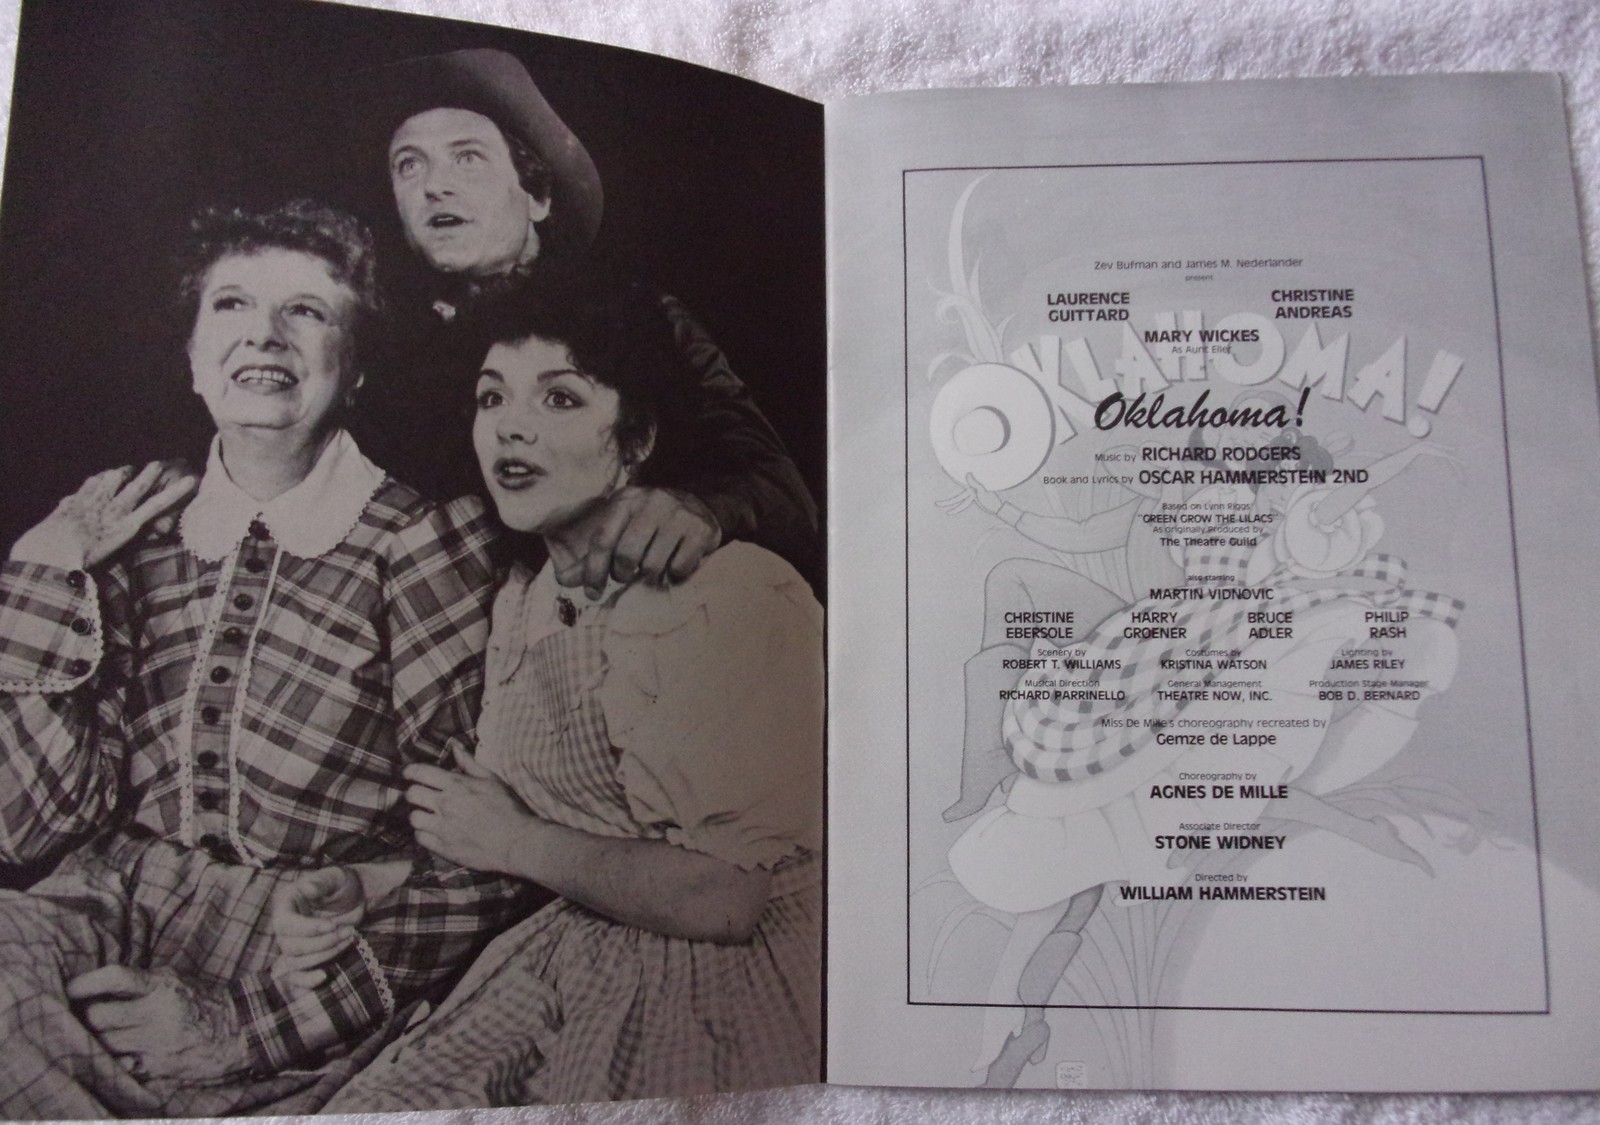 Zev Bufman and James M. Nederlander
present
LAURENCE GUITTARD
CHRISTINE ANDREAS
MARY WICKES
As Aunt Eller
OKLAHOMA!
Oklahoma!
Music by RICHARD RODGERS
Book and Lyrics by OSCAR HAMMERSTEIN 2ND
Based on Lynn Riggs'
"GREEN GROW THE LILACS"
As originally Produced by
The Theatre Guild
also starring
MARTIN VIDNOVIC
CHRISTINE EBERSOLE
HARRY GROENER
BRUCE ADLER
PHILIP RASH
Scenery by
ROBERT T. WILLIAMS
Costumes by
KRISTINA WATSON
Lighting by
JAMES RILEY
Musical Direction
RICHARD PARRINELLO
General Management
THEATRE NOW, INC.
Production Stage Manager
BOB D. BERNARD
Miss De Mille's choreography recreated by
Gemze de Lappe
Choreography by
AGNES DE MILLE
Associate Director
STONE WIDNEY
Directed by
WILLIAM HAMMERSTEIN